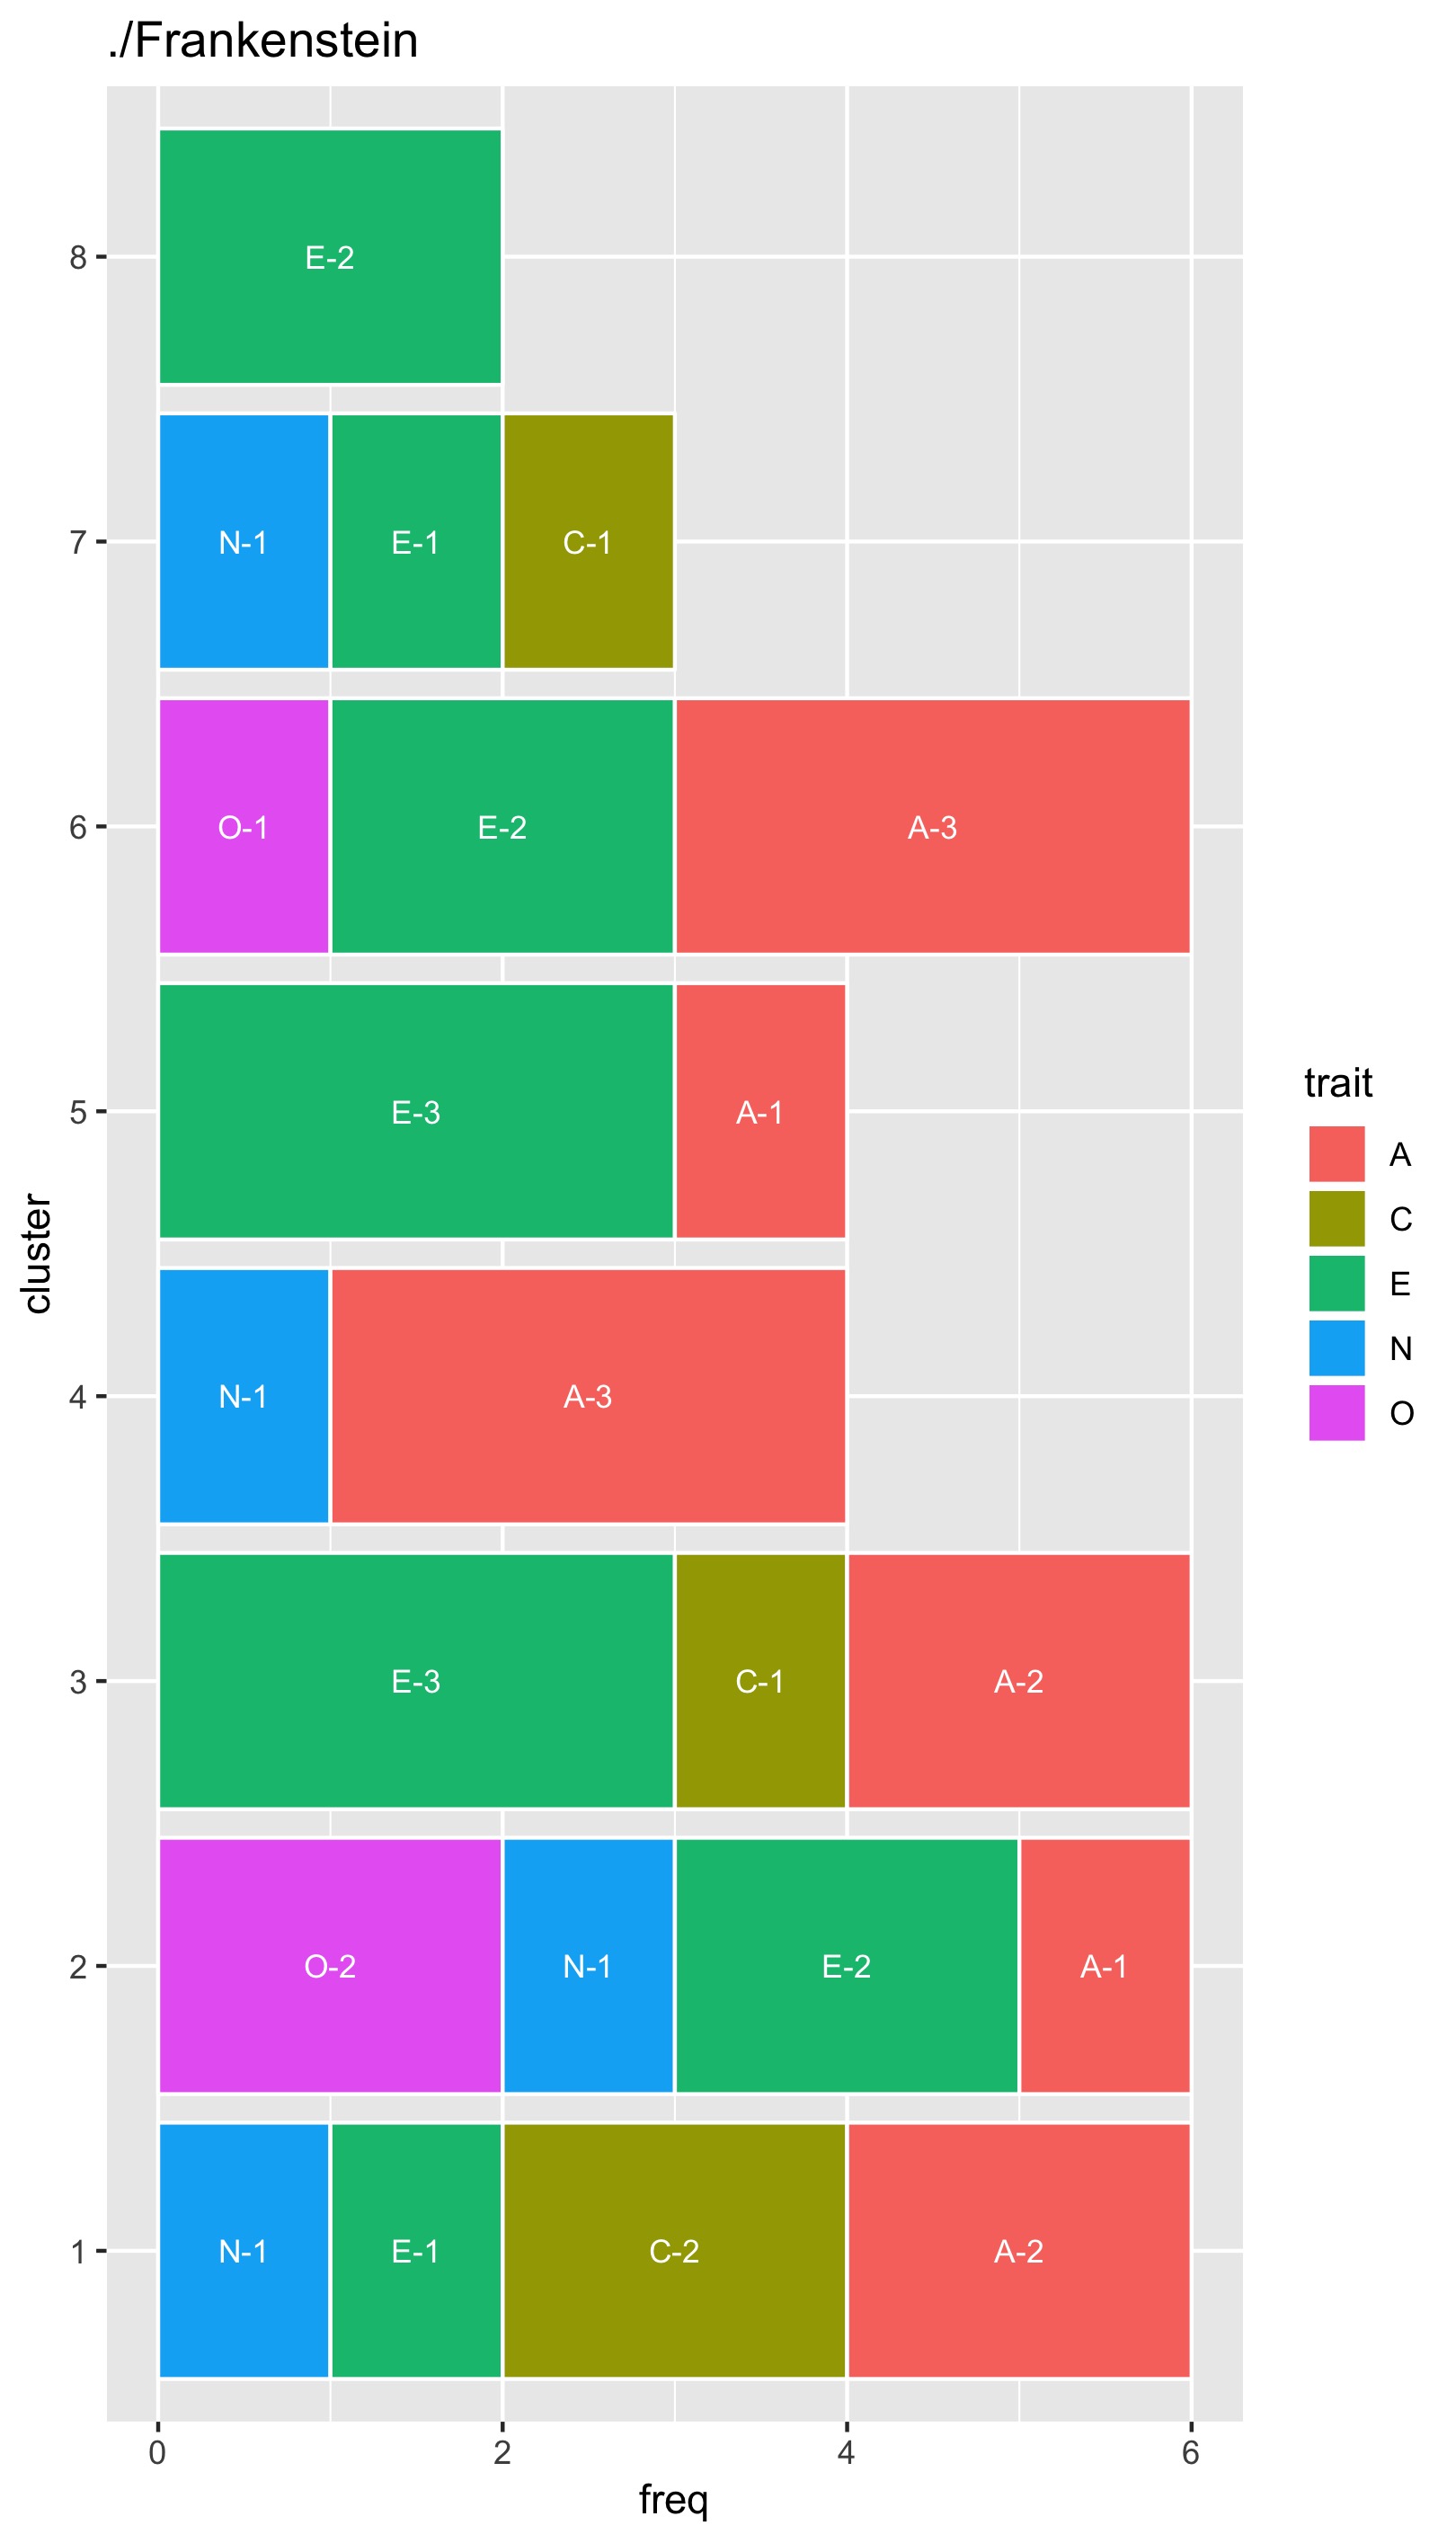 ./Frankenstein
8
E-2
7
N-1
E-1
C-1
6
O-1
E-2
A-3
5
E-3
A-1
4
N-1
A-3
3
E-3
C-1
A-2
2
O-2
N-1
E-2
A-1
1
N-1
E-1
C-2
A-2
0
2
4
6
freq
cluster
trait
A
C
E
N
O